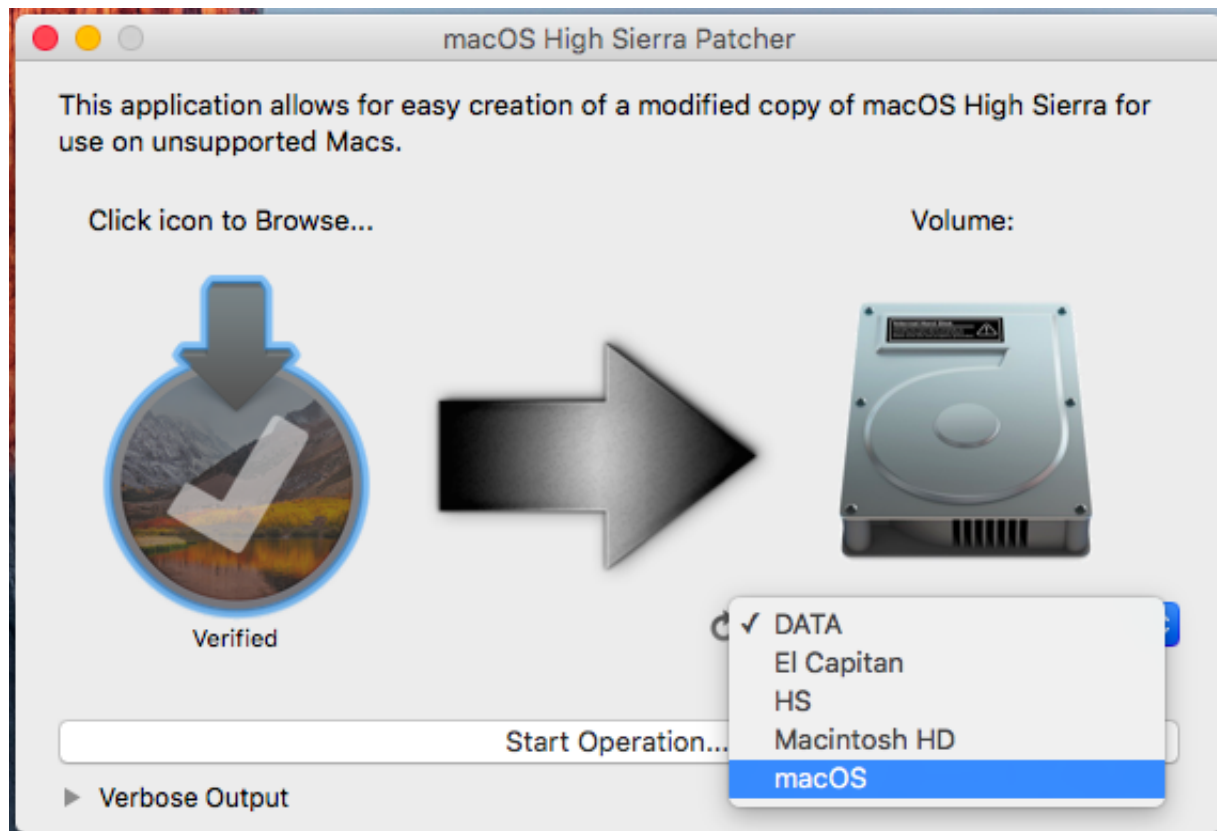 macOS High Sierra Patcher
This application allows for easy creation of a modified copy of macOS High Sierra for
use on unsupported Macs.
Click icon to Browse...
Volume:
Verified
✓ DATA
El Capitan
HS
Macintosh HD
macOS
Start Operation...
Verbose Output